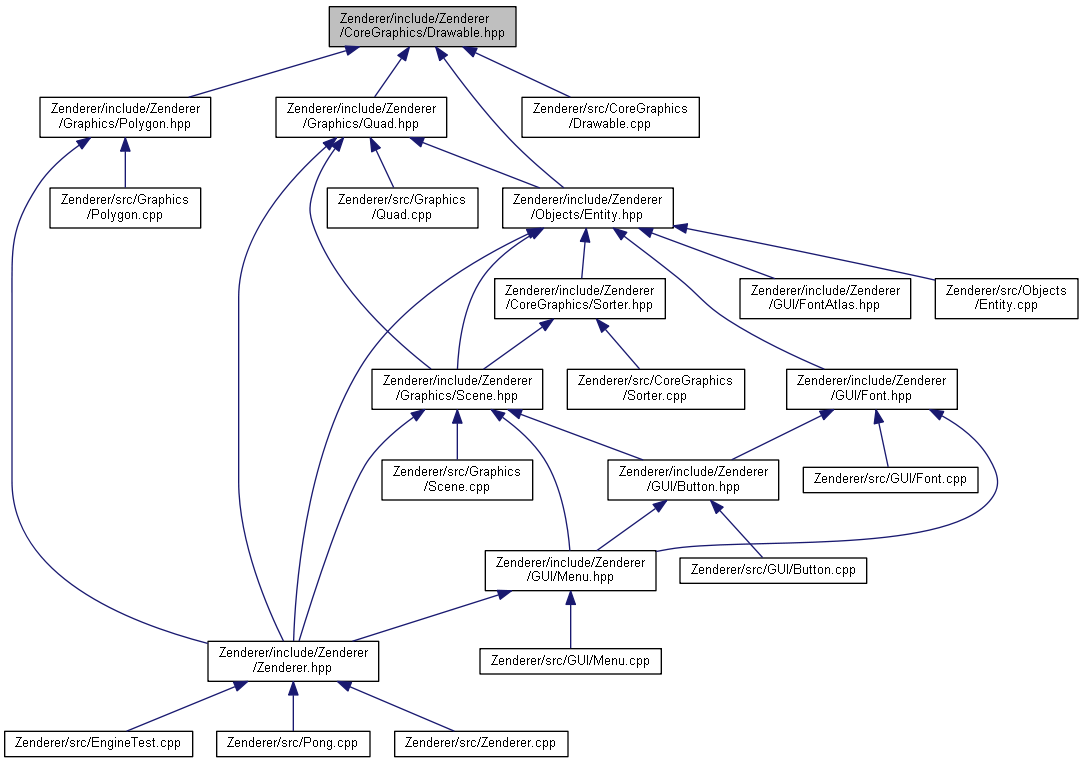 Zenderer/include/Zenderer
/CoreGraphics/Drawable.hpp
Zenderer/include/Zenderer
/Graphics/Polygon.hpp
Zenderer/include/Zenderer
/Graphics/Quad.hpp
Zenderer/src/CoreGraphics
/Drawable.cpp
Zenderer/src/Graphics
/Polygon.cpp
Zenderer/src/Graphics
/Quad.cpp
Zenderer/include/Zenderer
/Objects/Entity.hpp
Zenderer/include/Zenderer
/CoreGraphics/Sorter.hpp
Zenderer/include/Zenderer
/GUI/FontAtlas.hpp
Zenderer/src/Objects
/Entity.cpp
Zenderer/include/Zenderer
/Graphics/Scene.hpp
Zenderer/src/CoreGraphics
/Sorter.cpp
Zenderer/include/Zenderer
/GUI/Font.hpp
Zenderer/src/Graphics
/Scene.cpp
Zenderer/include/Zenderer
/GUI/Button.hpp
Zenderer/src/GUI/Font.cpp
Zenderer/include/Zenderer
/GUI/Menu.hpp
Zenderer/src/GUI/Button.cpp
Zenderer/include/Zenderer
/Zenderer.hpp
Zenderer/src/GUI/Menu.cpp
Zenderer/src/EngineTest.cpp
Zenderer/src/Pong.cpp
Zenderer/src/Zenderer.cpp